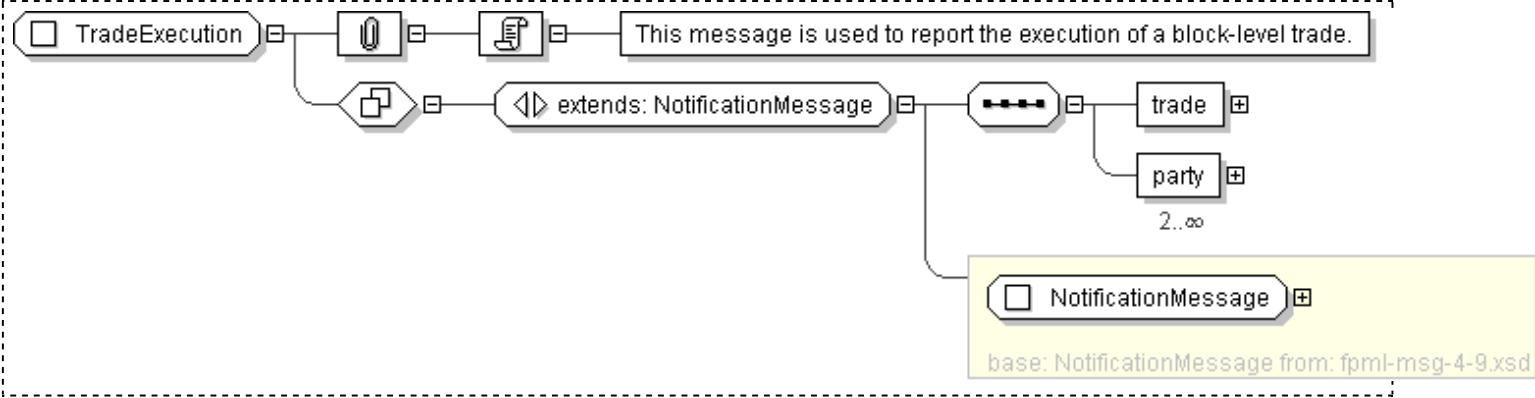 TradeExecution
This message is used to report the execution of a block-level trade.
extends: NotificationMessage
trade
party
2..∞
NotificationMessage
base: NotificationMessage from: fpml-msg-4-9.xsd